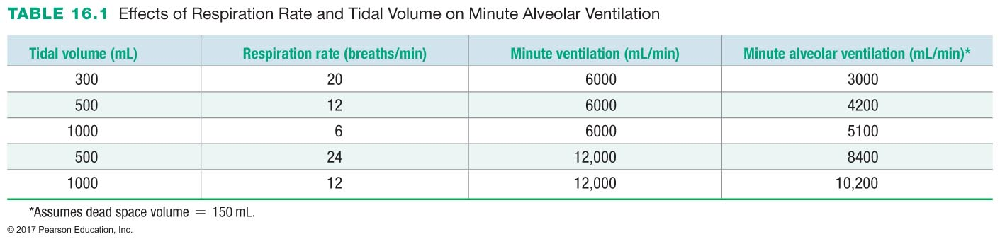 TABLE 16.1 Effects of Respiration Rate and Tidal Volume on Minute Alveolar Ventilation
Tidal volume (mL) Respiration rate (breaths/min) Minute ventilation (mL/min) Minute alveolar ventilation (mL/min)*
300 20 6000 3000
500 12 6000 4200
1000 6 6000 5100
500 24 12,000 8400
1000 12 12,000 10,200
*Assumes dead space volume = 150 mL.
© 2017 Pearson Education, Inc.